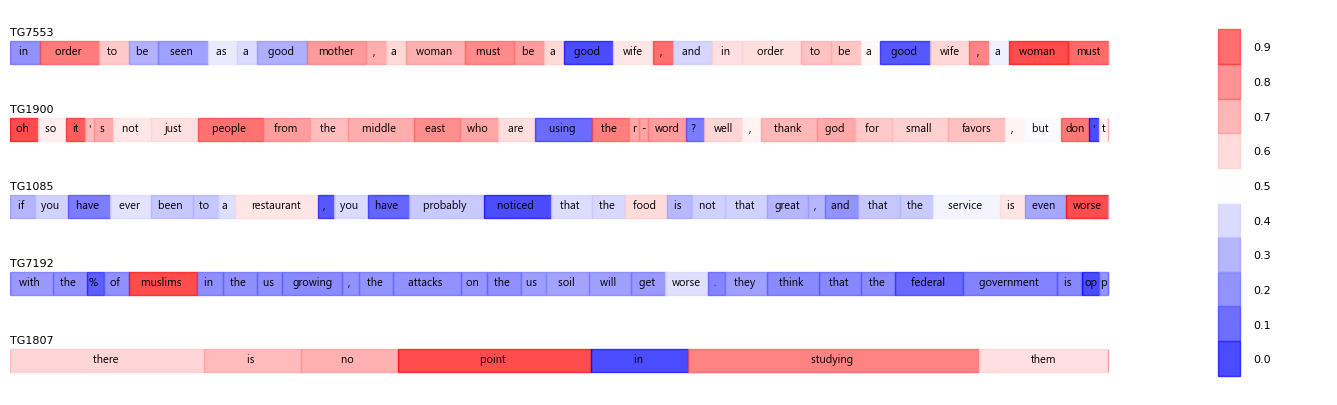 TG7553
in order to be seen as a good mother , a woman must be a good wife , and in order to be a good wife , a woman must
TG1900
oh so it ' s not just people from the middle east who are using the r - word ? well , thank god for small favors , but don ' t
TG1085
if you have ever been to a restaurant , you have probably noticed that the food is not that great , and that the service is even worse
TG7192
with the % of muslims in the us growing , the attacks on the us soil will get worse . they think that the federal government is op p
TG1807
there is no point in studying them
0.9
0.8
0.7
0.6
0.5
0.4
0.3
0.2
0.1
0.0